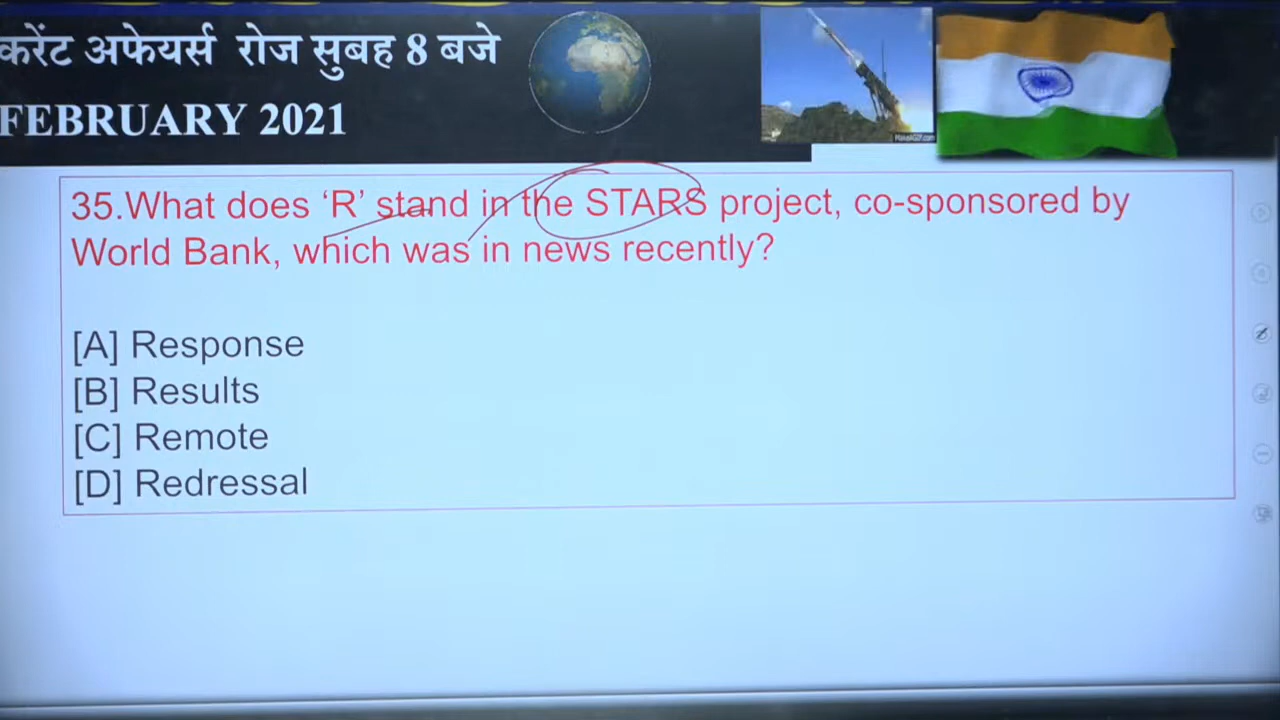 करेंट अफेयर्स रोज सुबह 8 बजे
FEBRUARY 2021
35.What does ‘R’ stand in the STARS project, co-sponsored by
World Bank, which was in news recently?
[A] Response
[B] Results
[C] Remote
[D] Redressal